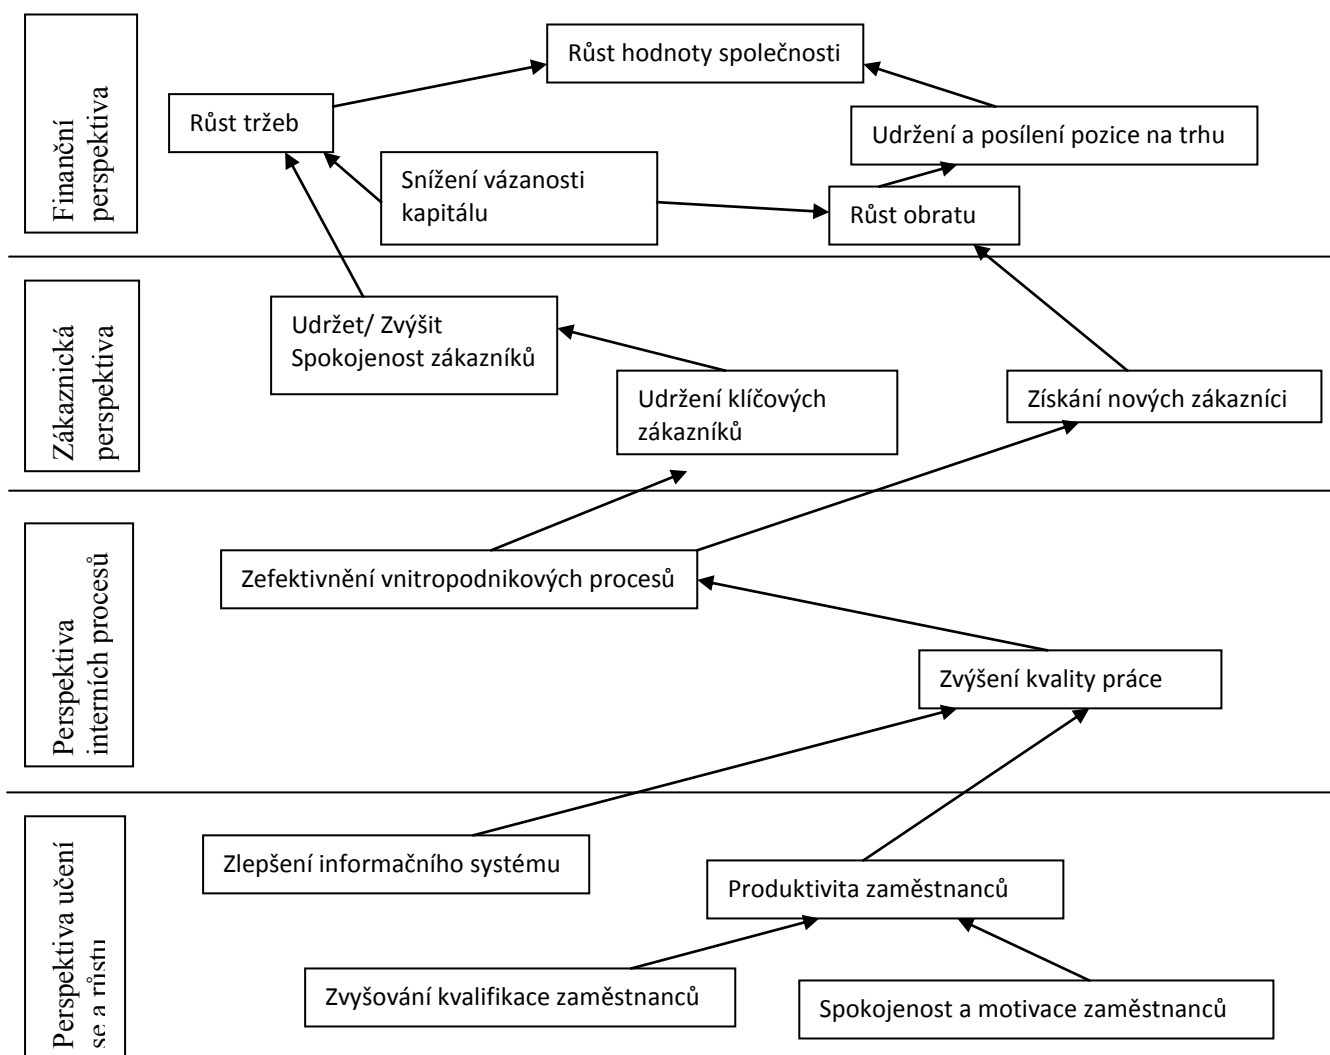 Finanční
perspektiva
Růst hodnoty společnosti
Růst tržeb
Udržení a posílení pozice na trhu
Snížení vázanosti
kapitálu
Růst obratu
Zákaznická
perspektiva
Udržet/ Zvýšit
Spokojenost zákazníků
Udržení klíčových
zákazníků
Získání nových zákazníci
Perspektiva
interních procesů
Zefektivnění vnitropodnikových procesů
Zvýšení kvality práce
Perspektiva učení
se a růstu
Zlepšení informačního systému
Produktivita zaměstnanců
Zvyšování kvalifikace zaměstnanců
Spokojenost a motivace zaměstnanců